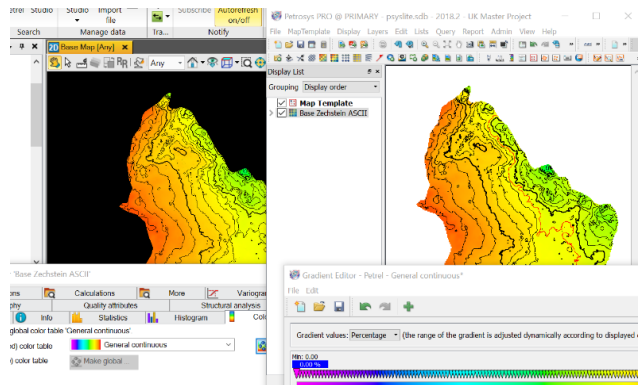 etrel Studio
Studio Import
file
Subscribe Autorefresh
on/off
Search
Manage data
Tra...
Notify
2D Base Map [Any] X
Any
'Base Zechstein ASCII'
ons
Calculations
More
Variogram
phy
Quality attributes
Structural analysis
Info
Statistics
Histogram
Colo
global color table 'General continuous'
ed) color table
General continuous
) color table
Make global ...
Petrosys PRO @ PRIMARY - psyslite.sdb - 2018.2 - UK Master Project
File MapTemplate Display Layers Edit Lists Query Report Admin View Help
Display List
Grouping Display order
Map Template
Base Zechstein ASCII
Gradient Editor - Petrel - General continuous*
File Edit
Gradient values: Percentage (the range of the gradient is adjusted dynamically according to displayed
Min: 0.00
0.00 %